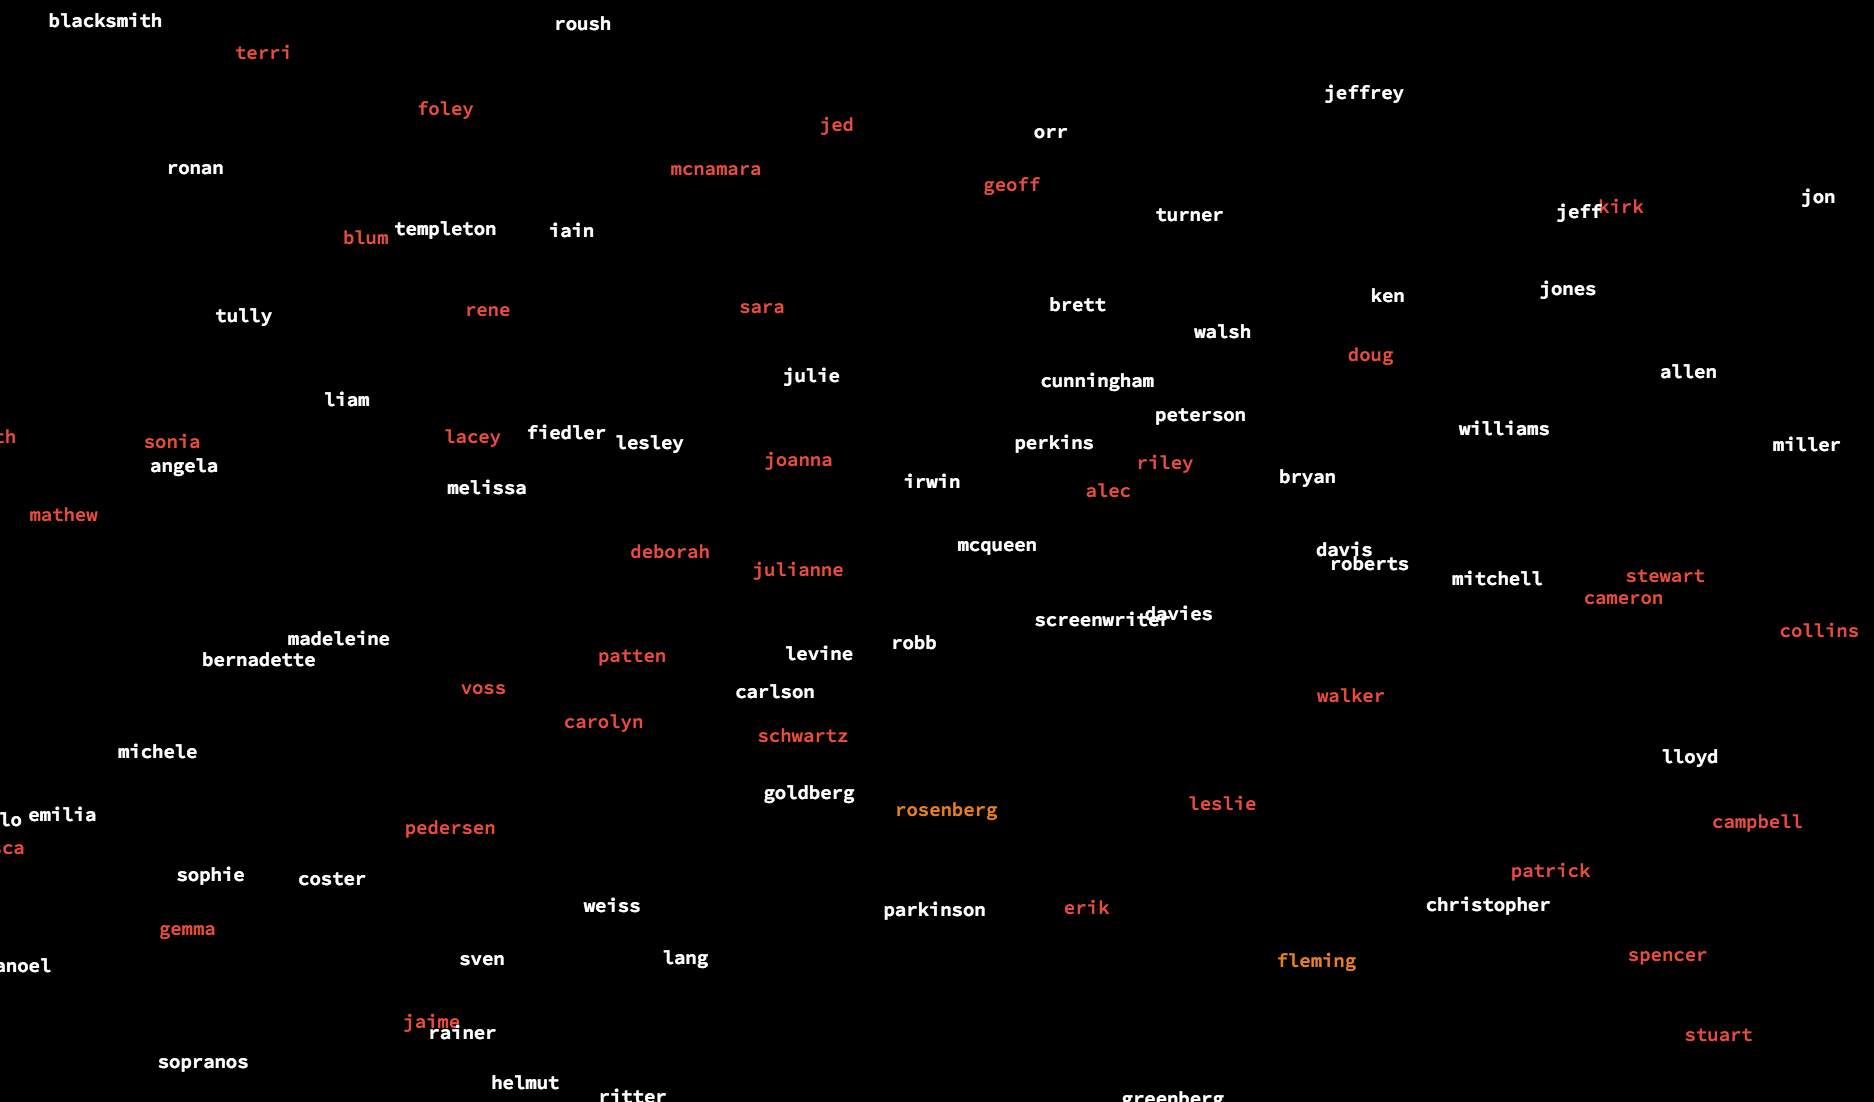 blacksmith
roush
terri
jeffrey
foley
jed
orr
ronan
mcnamara
geoff
jon
kirk
jeff
turner
templeton
iain
blum
jones
ken
brett
sara
rene
tully
walsh
doug
allen
julie
cunningham
liam
peterson
williams
fiedler
th
lacey
sonia
lesley
perkins
miller
joanna
riley
angela
bryan
irwin
melissa
alec
mathew
mcqueen
davis
deborah
roberts
julianne
stewart
mitchell
cameron
davies
screenwriter
collins
madeleine
robb
levine
patten
bernadette
voss
carlson
walker
carolyn
schwartz
michele
lloyd
goldberg
leslie
rosenberg
emilia
lo
campbell
pedersen
ca
patrick
sophie
coster
christopher
weiss
erik
parkinson
gemma
spencer
lang
sven
fleming
anoel
jaime
rainer
stuart
sopranos
helmut
ritter
greenberg